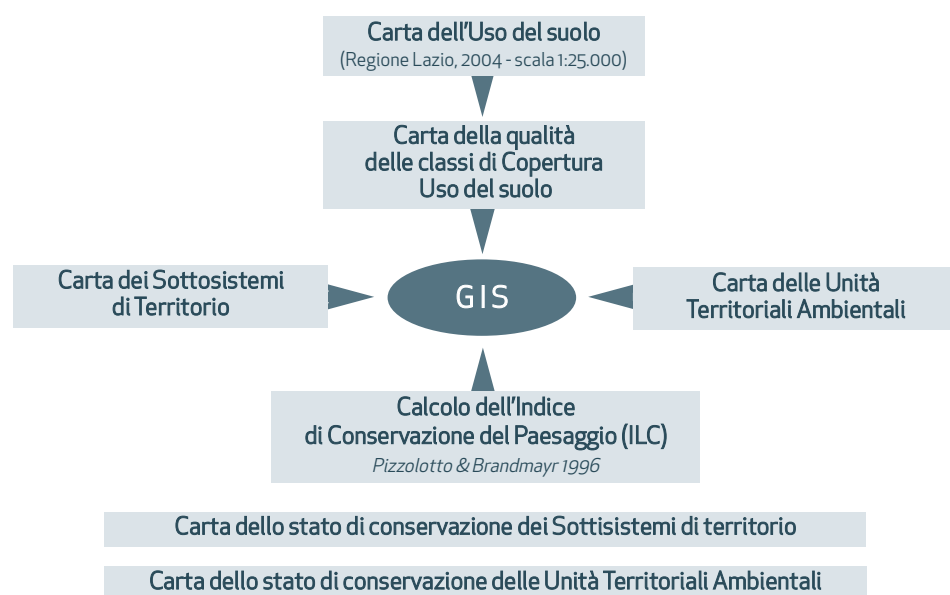 Carta dell'Uso del suolo
(Regione Lazio, 2004 - scala 1:25.000)
Carta della qualità
delle classi di Copertura
Uso del suolo
Carta dei Sottosistemi
di Territorio
GIS
Carta delle Unità
Territoriali Ambientali
Calcolo dell'Indice
di Conservazione del Paesaggio (ILC)
Pizzolotto & Brandmayr 1996
Carta dello stato di conservazione dei Sottisistemi di territorio
Carta dello stato di conservazione delle Unità Territoriali Ambientali